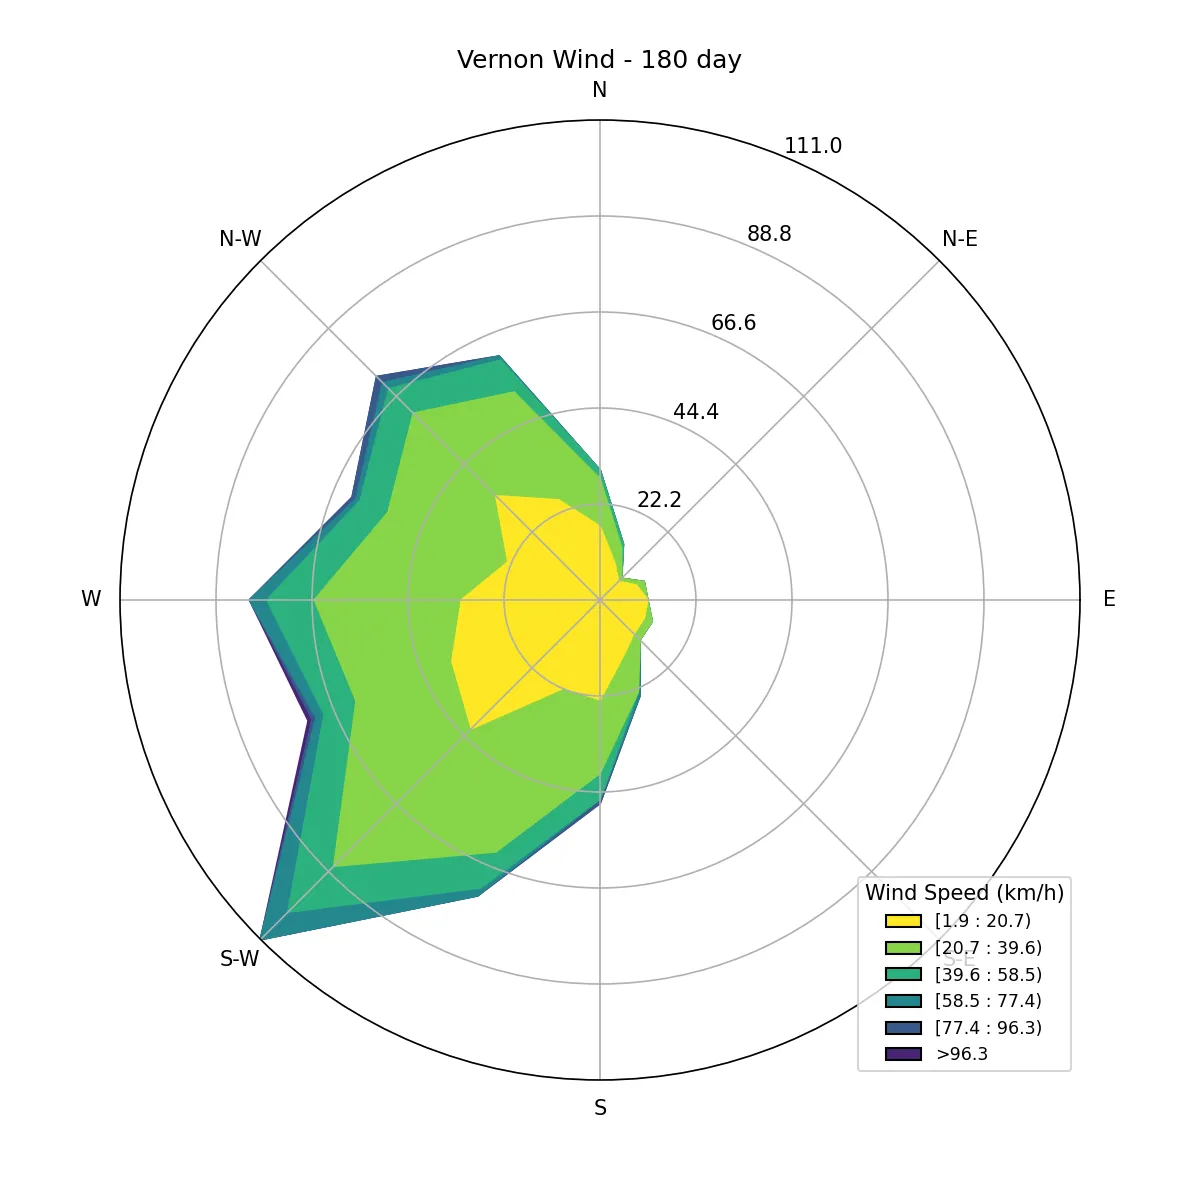 Vernon Wind - 180 day
N
111.0
N-W
88.8
N-E
66.6
44.4
22.2
W
E
S-W
S-E
S
Wind Speed (km/h)
[1.9 : 20.7)
[20.7 : 39.6)
[39.6 : 58.5)
[58.5 : 77.4)
[77.4 : 96.3)
>96.3